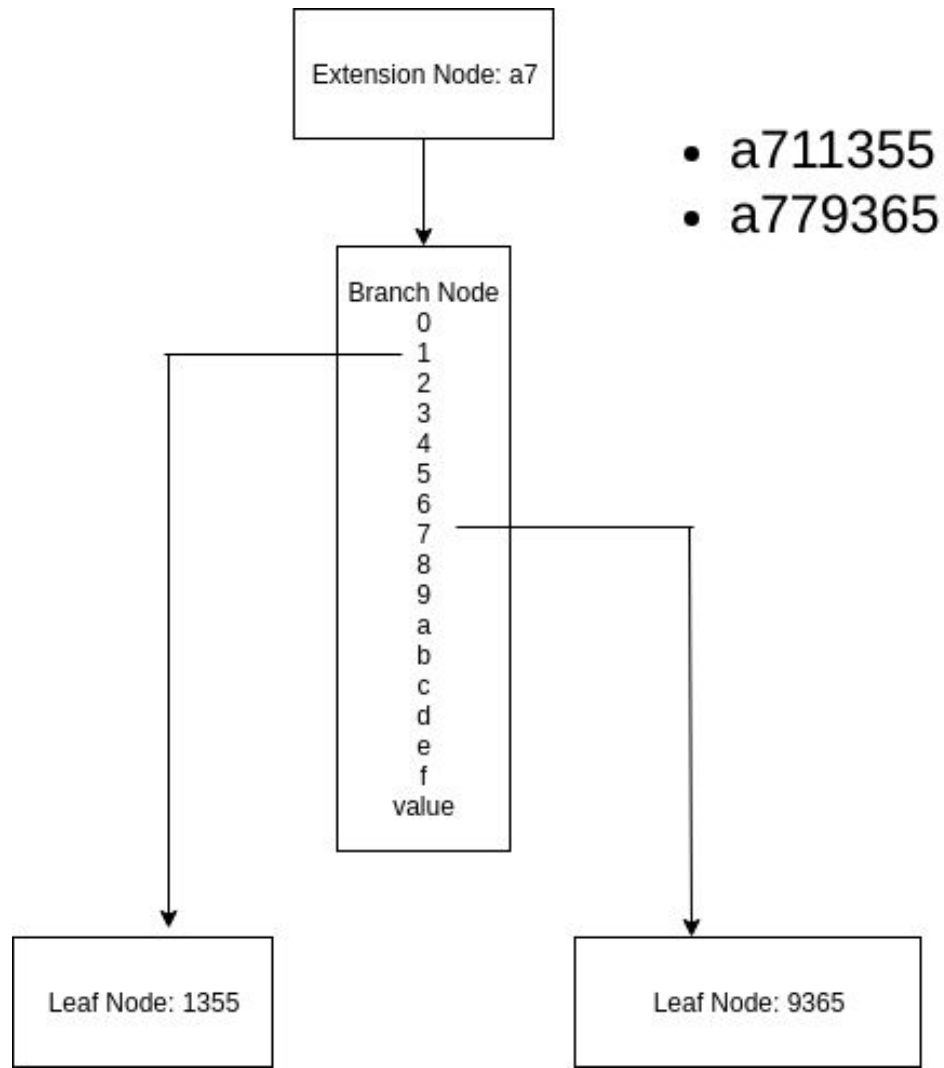 Extension Node: a7
• a711355
• a779365
Branch Node
0
1
2
3
4
5
6
7
8
9
a
b
c
d
e
f
value
Leaf Node: 1355
Leaf Node: 9365